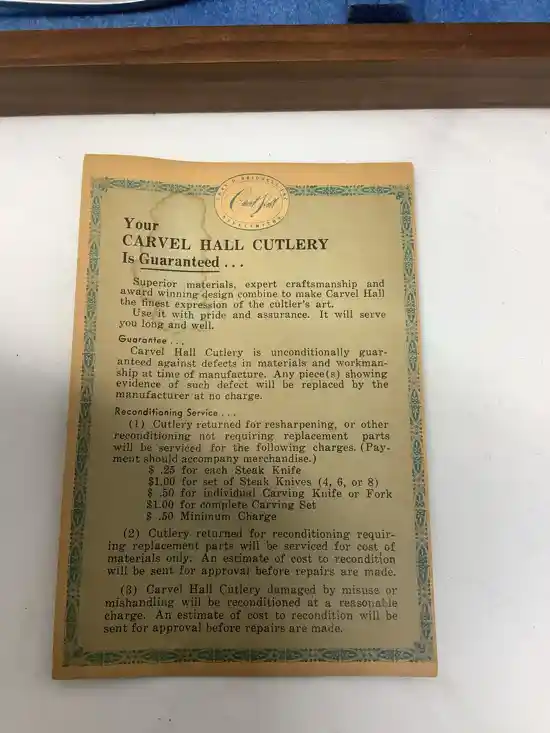 CHAS. D. BRIDDELL, INC.
Carvel Hall
Your
CARVEL HALL CUTLERY
Is Guaranteed . . .
Superior materials, expert craftsmanship and
award winning design combine to make Carvel Hall
the finest expression of the cultler's art.
Use it with pride and assurance. It will serve
you long and well.
Guarantee . . .
Carvel Hall Cutlery is unconditionally guar-
anteed against defects in materials and workman-
ship at time of manufacture. Any piece(s) showing
evidence of such defect will be replaced by the
manufacturer at no charge.
Reconditioning Service . . .
(1) Cutlery returned for resharpening, or other
reconditioning not requiring replacement parts
will be serviced for the following charges. (Pay-
ment should accompany merchandise.)
$ .25 for each Steak Knife
$1.00 for set of Steak Knives (4, 6, or 8)
$ .50 for individual Carving Knife or Fork
$1.00 for complete Carving Set
$ .50 Minimum Charge
(2) Cutlery returned for reconditioning requir-
ing replacement parts will be serviced for cost of
materials only. An estimate of cost to recondition
will be sent for approval before repairs are made.
(3) Carvel Hall Cutlery damaged by misuse or
mishandling will be reconditioned at a reasonable
charge. An estimate of cost to recondition will be
sent for approval before repairs are made.